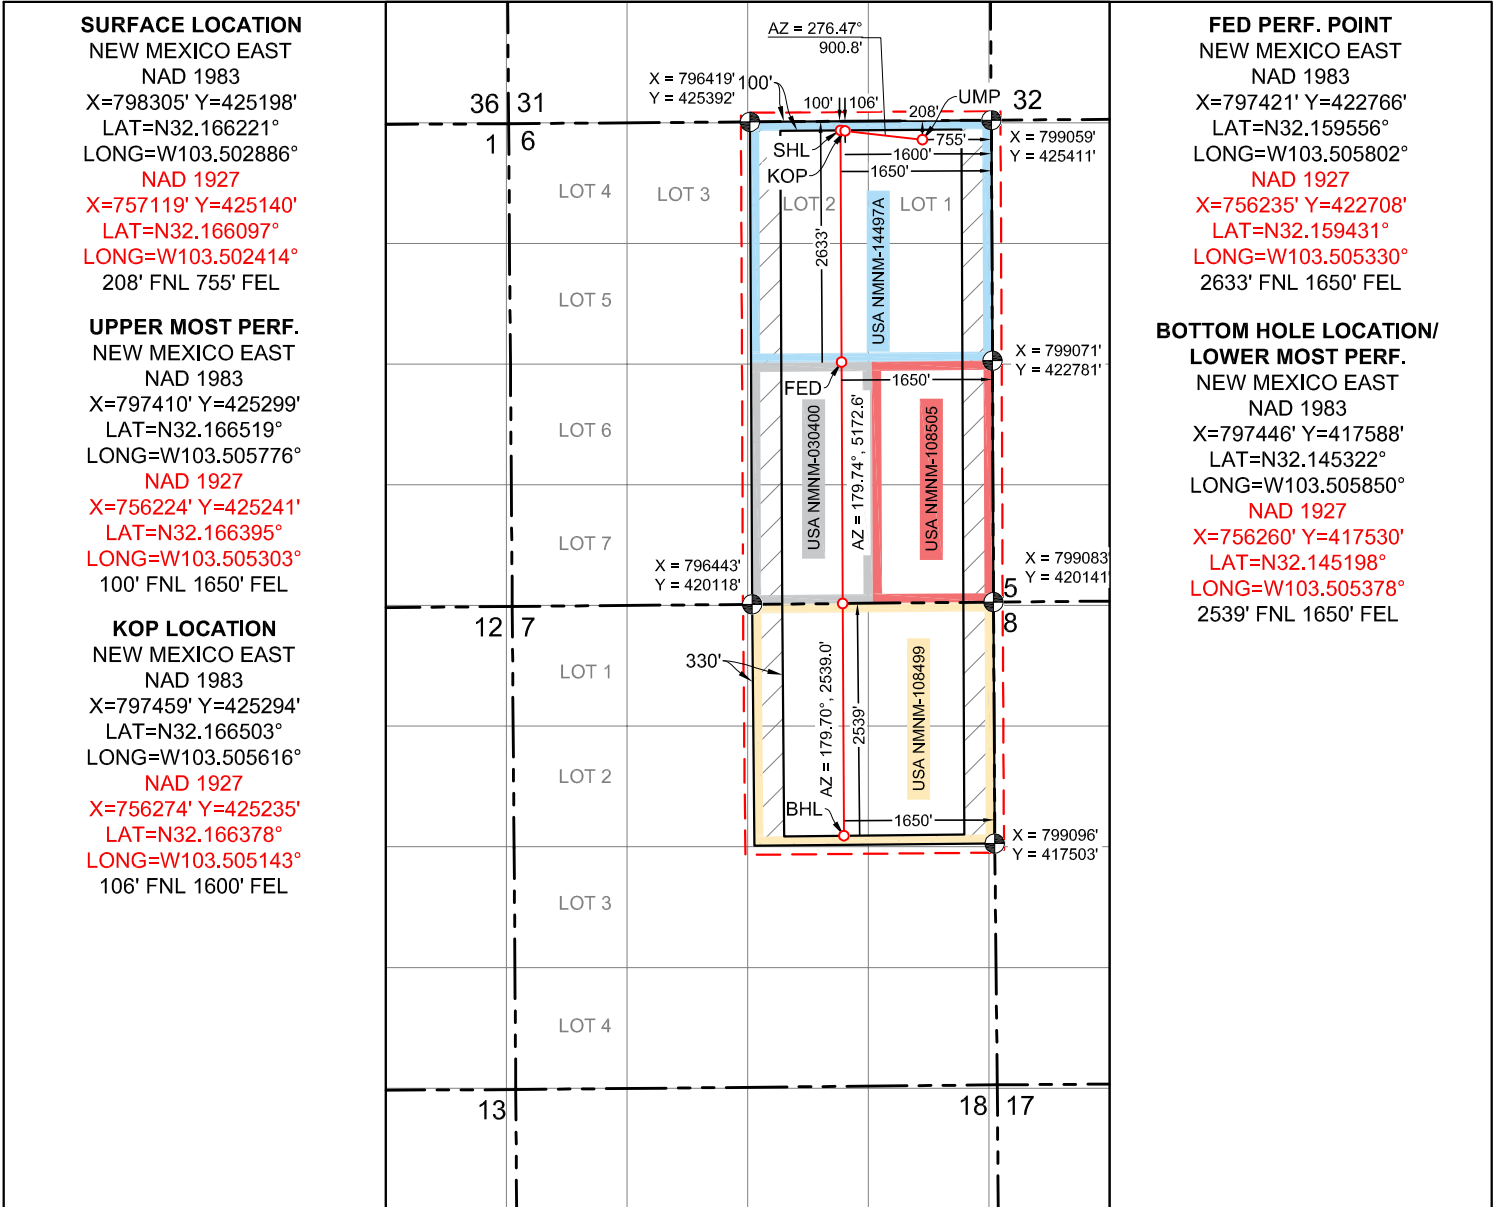 SURFACE LOCATION
NEW MEXICO EAST
NAD 1983
X=798305' Y=425198'
LAT=N32.166221°
LONG=W103.502886°
NAD 1927
X=757119' Y=425140'
LAT=N32.166097°
LONG=W103.502414°
208' FNL 755' FEL
UPPER MOST PERF.
NEW MEXICO EAST
NAD 1983
X=797410' Y=425299'
LAT=N32.166519°
LONG=W103.505776°
NAD 1927
X=756224' Y=425241'
LAT=N32.166395°
LONG=W103.505303°
100' FNL 1650' FEL
KOP LOCATION
NEW MEXICO EAST
NAD 1983
X=797459' Y=425294'
LAT=N32.166503°
LONG=W103.505616°
NAD 1927
X=756274' Y=425235'
LAT=N32.166378°
LONG=W103.505143°
106' FNL 1600' FEL
AZ = 276.47°
900.8'
X = 796419'
Y = 425392'
100'
100'
106'
208'
UMP
36
31
32
1
6
SHL
KOP
755'
X = 799059'
Y = 425411'
1600'
1650'
LOT 4
LOT 3
LOT 2
LOT 1
2633'
USA NMNM-14497A
LOT 5
X = 799071'
Y = 422781'
FED
1650'
LOT 6
USA NMNM-030400
AZ = 179.74°, 5172.6'
USA NMNM-108505
LOT 7
X = 796443'
Y = 420118'
X = 799083'
Y = 420141'
5
12
7
8
330'
LOT 1
AZ = 179.70°, 2539.0'
2539'
USA NMNM-108499
LOT 2
BHL
1650'
X = 799096'
Y = 417503'
LOT 3
LOT 4
13
18
17
FED PERF. POINT
NEW MEXICO EAST
NAD 1983
X=797421' Y=422766'
LAT=N32.159556°
LONG=W103.505802°
NAD 1927
X=756235' Y=422708'
LAT=N32.159431°
LONG=W103.505330°
2633' FNL 1650' FEL
BOTTOM HOLE LOCATION/
LOWER MOST PERF.
NEW MEXICO EAST
NAD 1983
X=797446' Y=417588'
LAT=N32.145322°
LONG=W103.505850°
NAD 1927
X=756260' Y=417530'
LAT=N32.145198°
LONG=W103.505378°
2539' FNL 1650' FEL